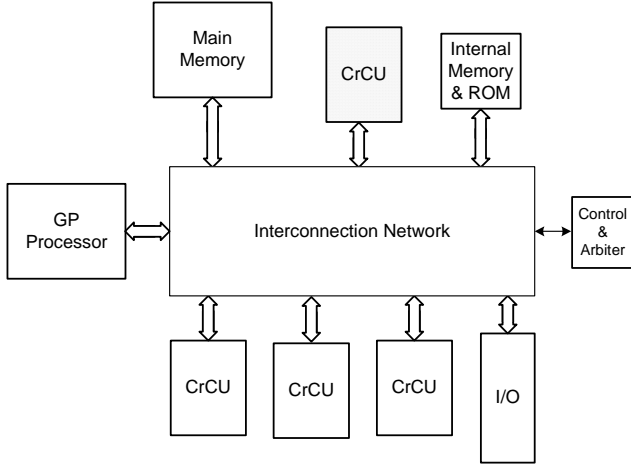 Main
Memory
CrCU
Internal
Memory
& ROM
GP
Processor
Interconnection Network
Control
&
Arbiter
CrCU
CrCU
CrCU
I/O